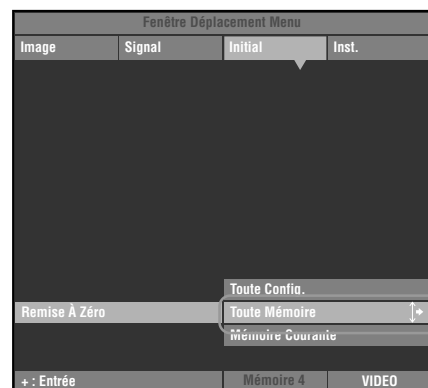 Fenêtre Déplacement Menu
Image Signal Initial Inst.
Toute Config.
Remise À Zéro Toute Mémoire
Mémoire Courante
+ : Entrée Mémoire 4 VIDEO